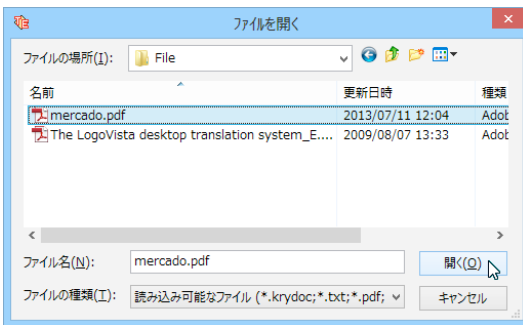 ファイルを開く
ファイルの場所(I): File
名前 更新日時 種類
mercado.pdf 2013/07/11 12:04 Adob
The LogoVista desktop translation system_E.... 2009/08/07 13:33 Adob
ファイル名(N): mercado.pdf 開く(O)
ファイルの種類(T): 読み込み可能なファイル (*.krydoc;*.txt;*.pdf; キャンセル